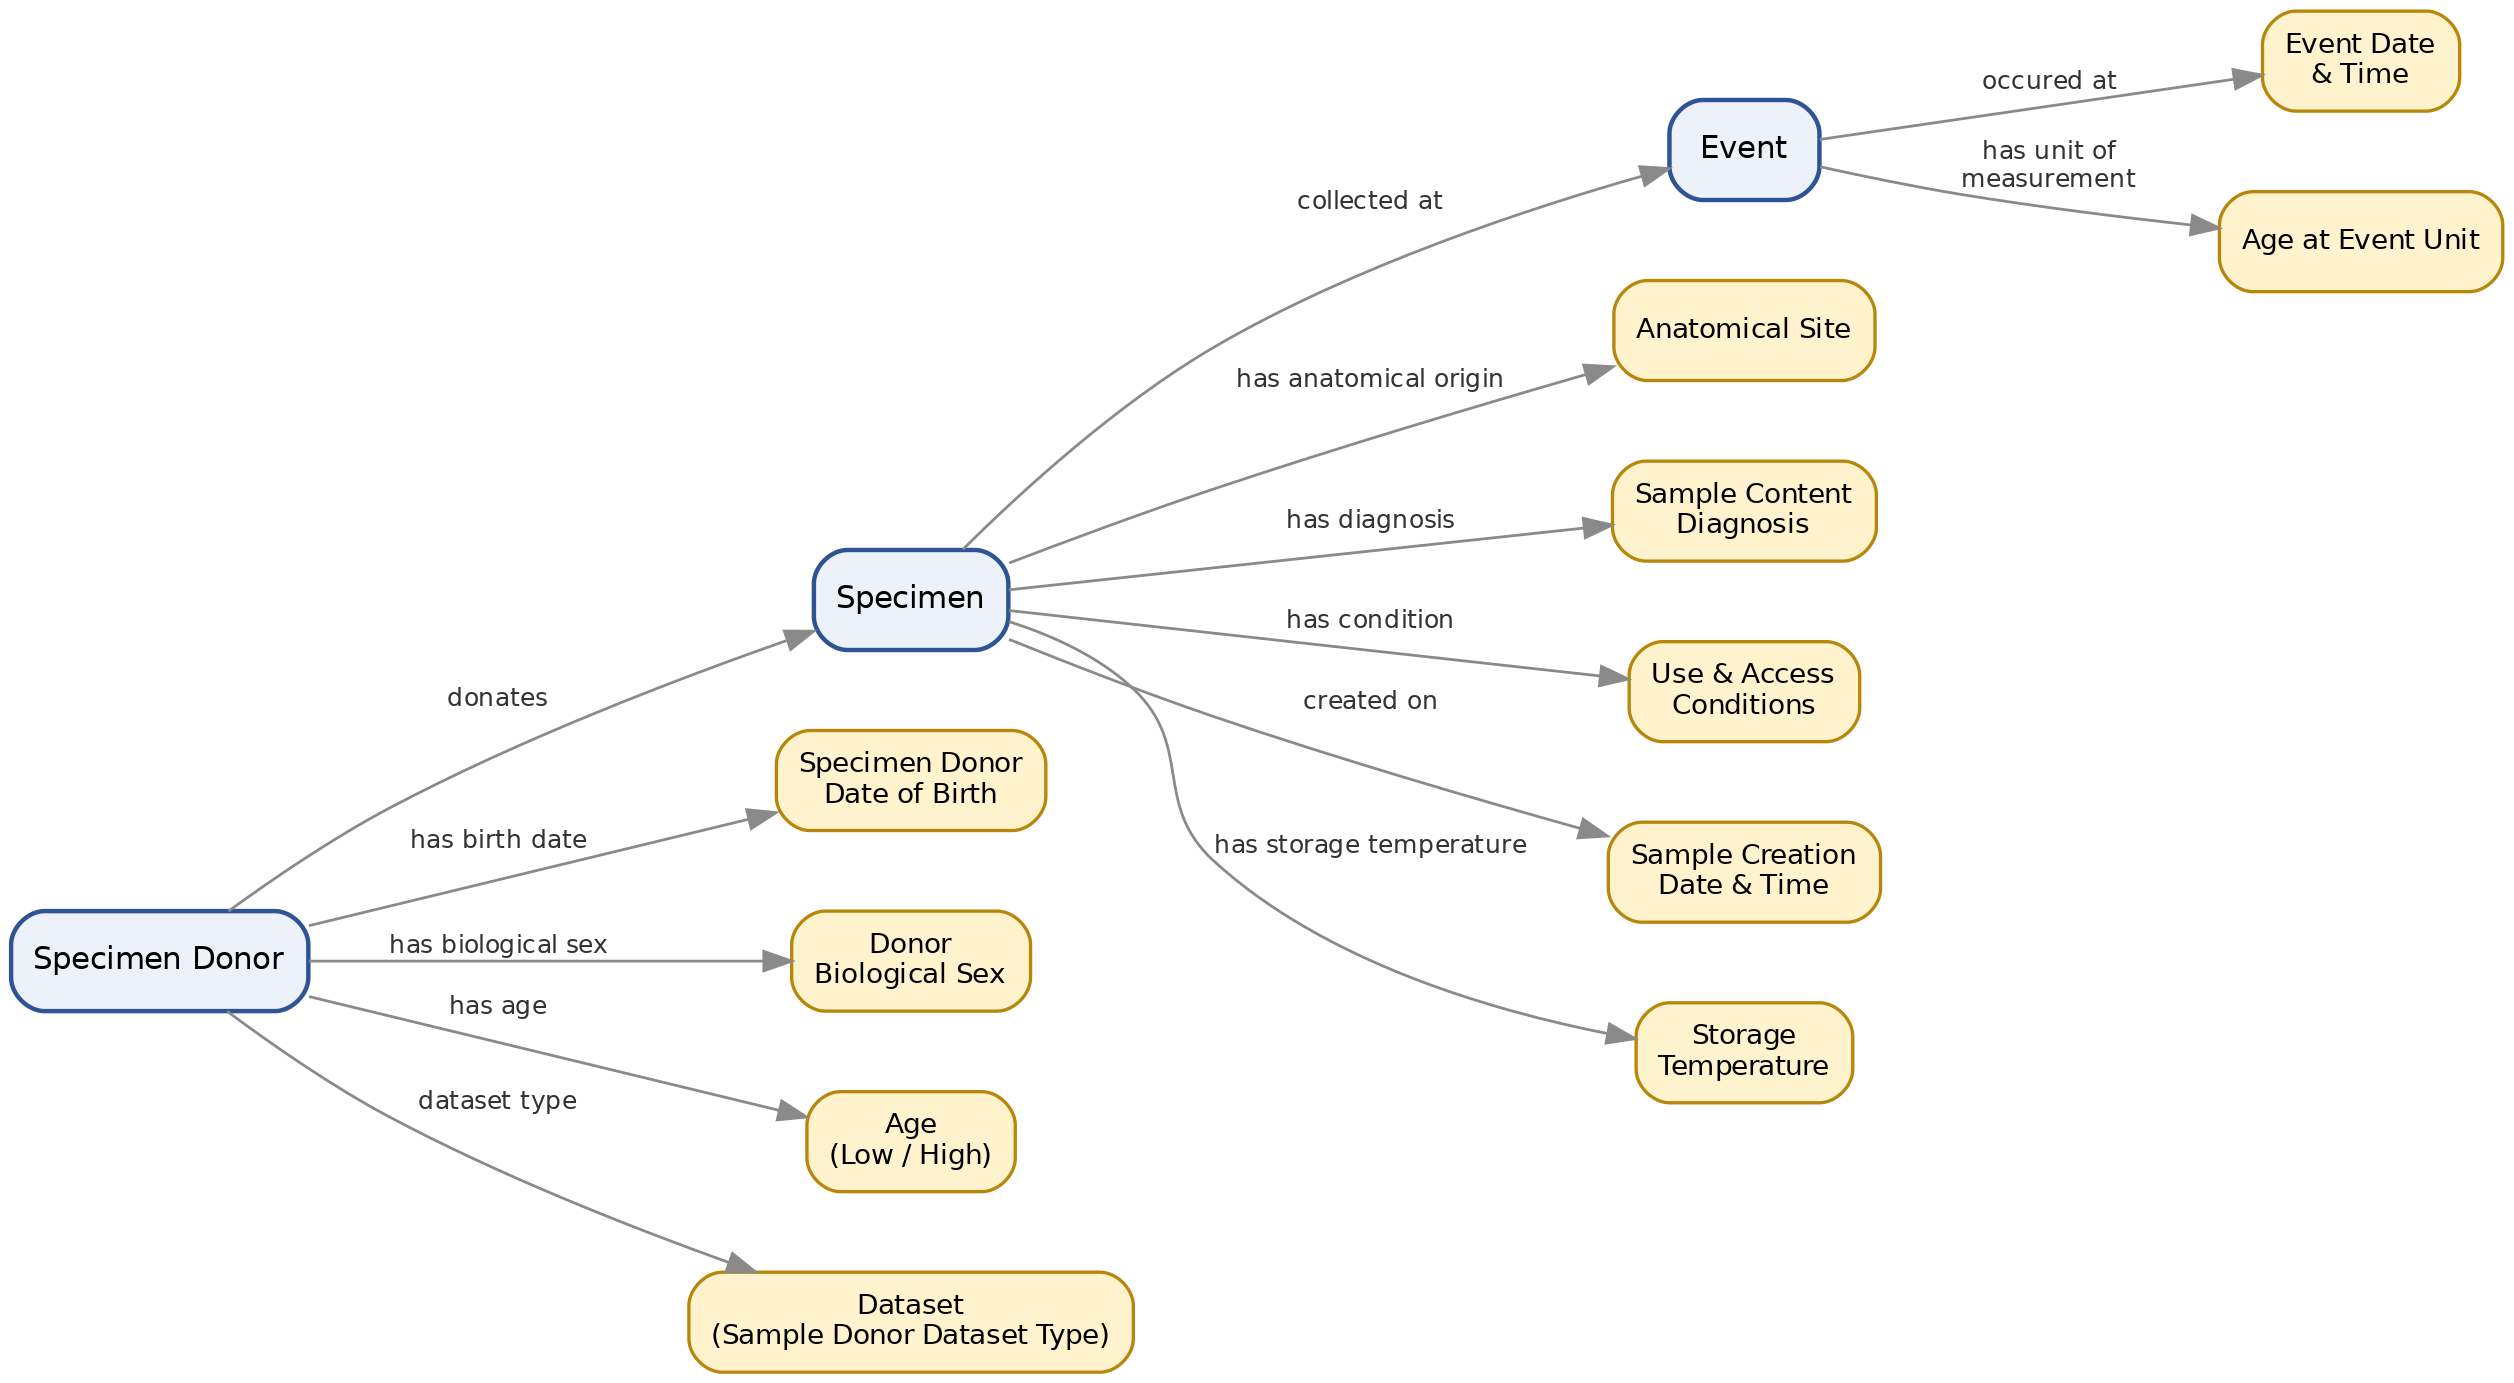 Event Date
& Time
occured at
Event
has unit of
measurement
Age at Event Unit
collected at
Anatomical Site
has anatomical origin
Sample Content
Diagnosis
has diagnosis
Specimen
has condition
Use & Access
Conditions
donates
created on
Specimen Donor
Date of Birth
has birth date
has storage temperature
Sample Creation
Date & Time
Specimen Donor
has biological sex
Donor
Biological Sex
has age
Storage
Temperature
dataset type
Age
(Low / High)
Dataset
(Sample Donor Dataset Type)